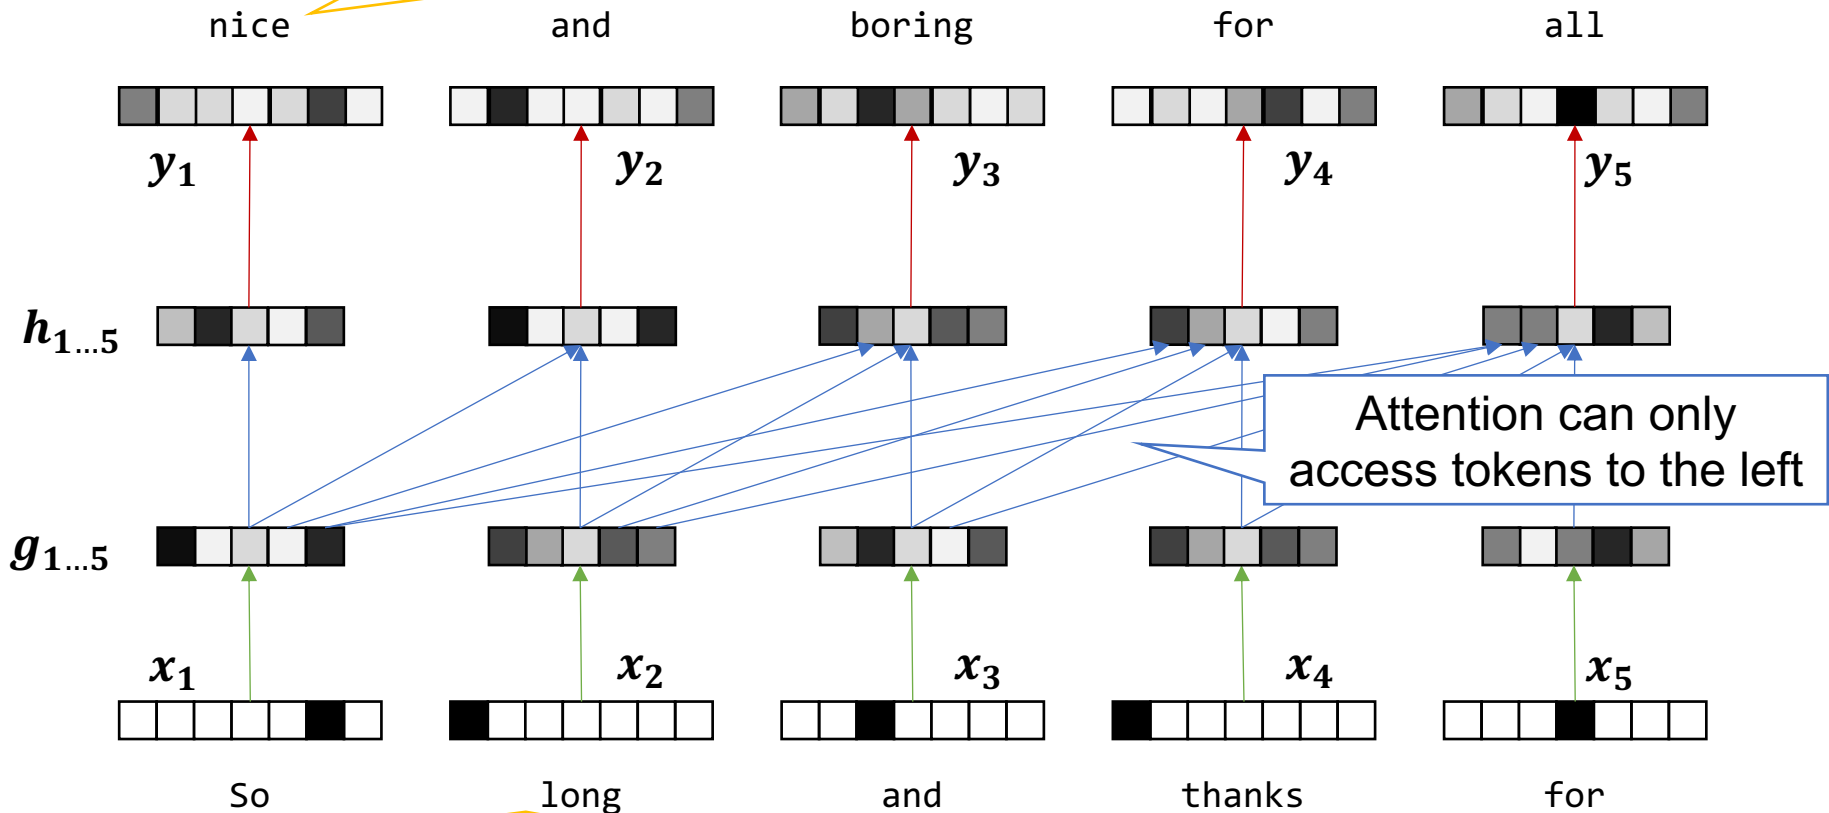 nice and boring for all
y1 y2 y3 y4 y5
h1…5
Attention can only
access tokens to the left
g1…5
x1 x2 x3 x4 x5
So long and thanks for